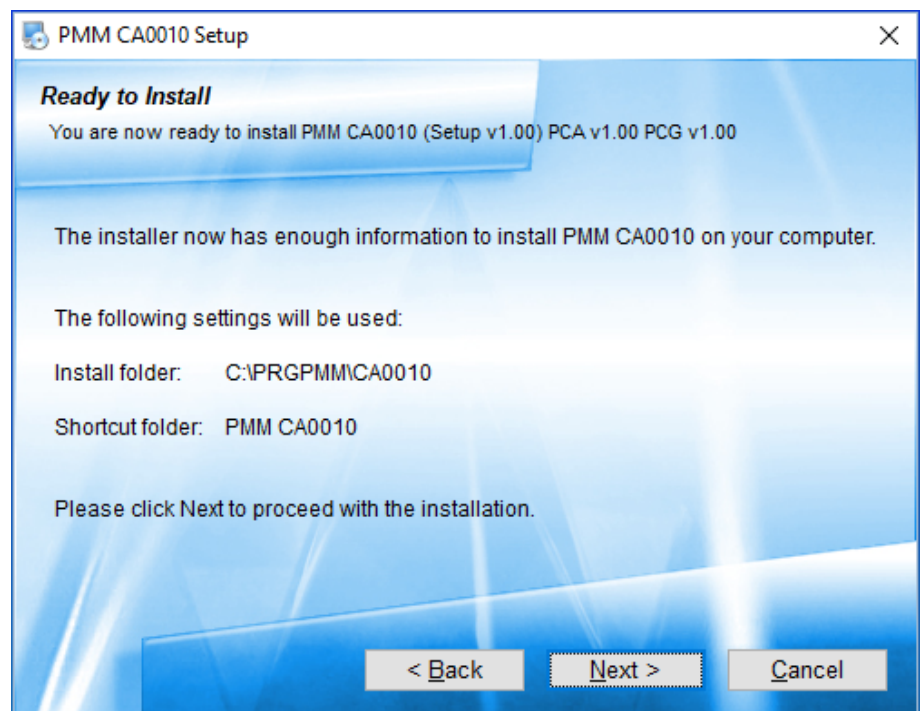 PMM CA0010 Setup
Ready to Install
You are now ready to install PMM CA0010 (Setup v1.00) PCA v1.00 PCG v1.00
The installer now has enough information to install PMM CA0010 on your computer.
The following settings will be used:
Install folder: C:\PRGPMM\CA0010
Shortcut folder: PMM CA0010
Please click Next to proceed with the installation.
< Back Next > Cancel